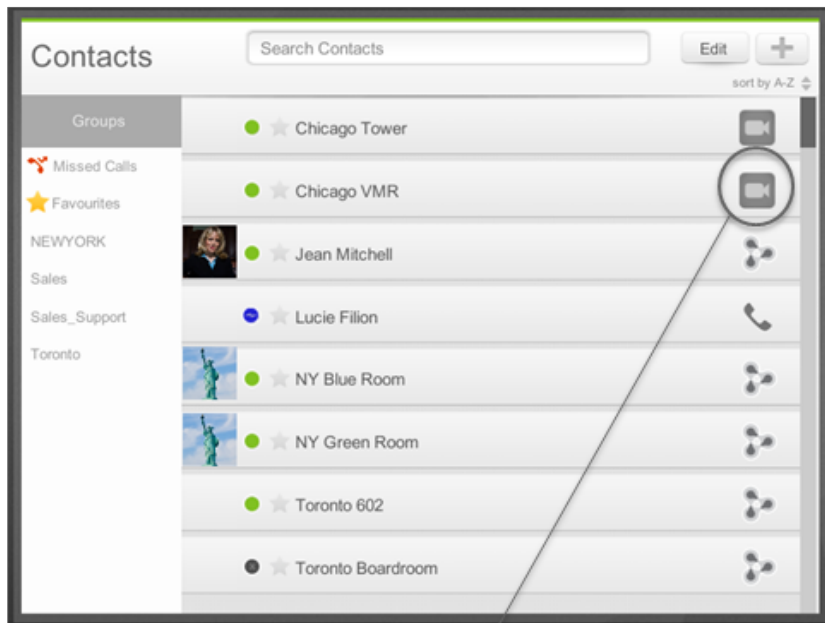 Contacts
Search Contacts
Edit
sort by A-Z
Groups
Missed Calls
Favourites
NEWYORK
Sales
Sales_Support
Toronto
Chicago Tower
Chicago VMR
Jean Mitchell
Lucie Filion
NY Blue Room
NY Green Room
Toronto 602
Toronto Boardroom